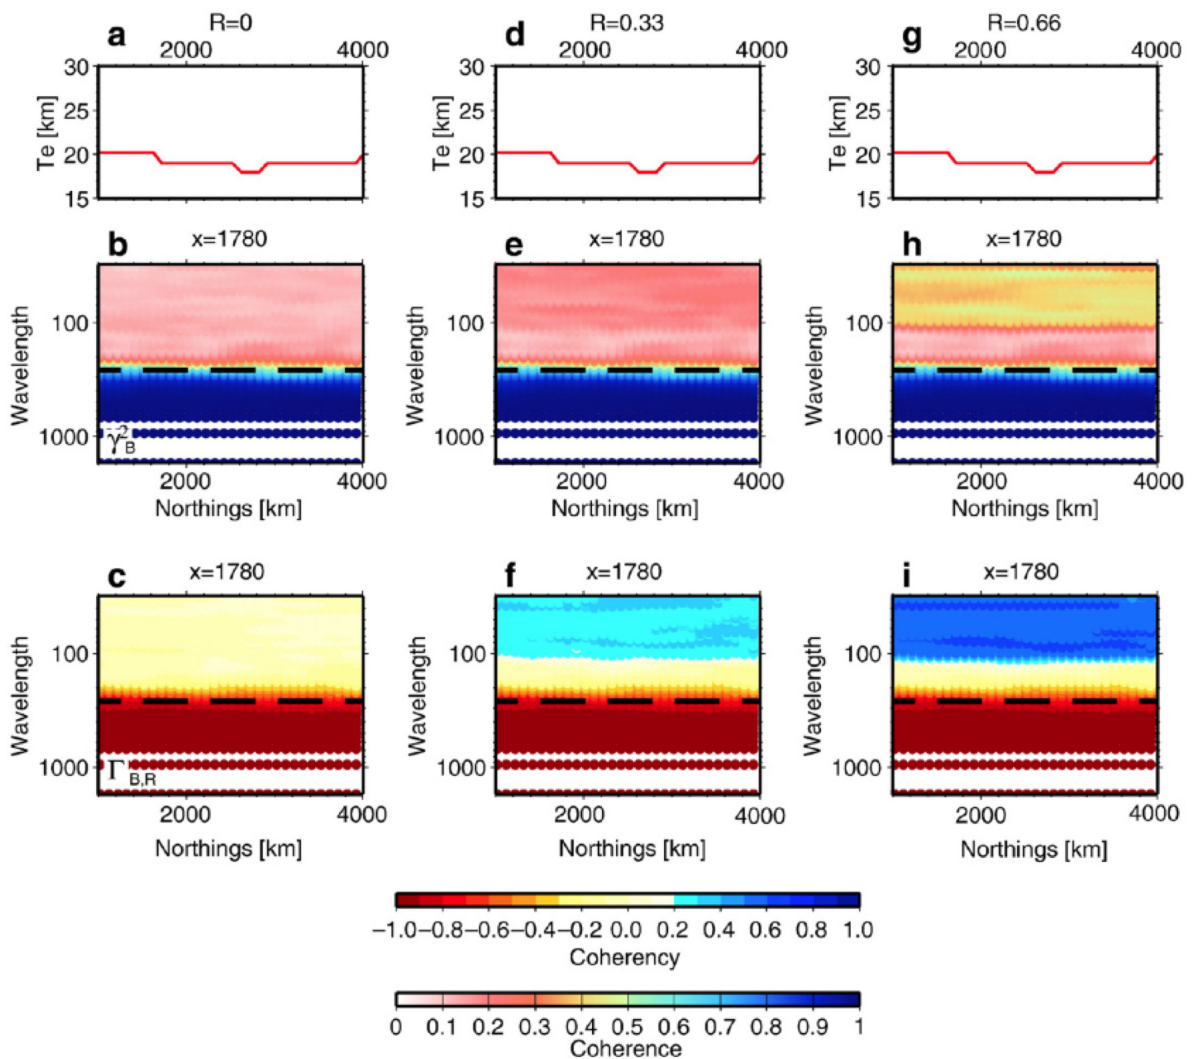 a R=0 d R=0.33 g R=0.66
2000 4000 2000 4000 2000 4000
30 30 30
25 25 25
20 20 20
15 15 15
Te [km] Te [km] Te [km]
b x=1780 e x=1780 h x=1780
100 100 100
1000 1000 1000
Wavelength Wavelength Wavelength
γ²B
2000 4000 2000 4000 2000 4000
Northings [km] Northings [km] Northings [km]
c x=1780 f x=1780 i x=1780
100 100 100
1000 1000 1000
Wavelength Wavelength Wavelength
ΓB,R
2000 4000 2000 4000 2000 4000
Northings [km] Northings [km] Northings [km]
−1.0 −0.8 −0.6 −0.4 −0.2 0.0 0.2 0.4 0.6 0.8 1.0
Coherency
0 0.1 0.2 0.3 0.4 0.5 0.6 0.7 0.8 0.9 1
Coherence